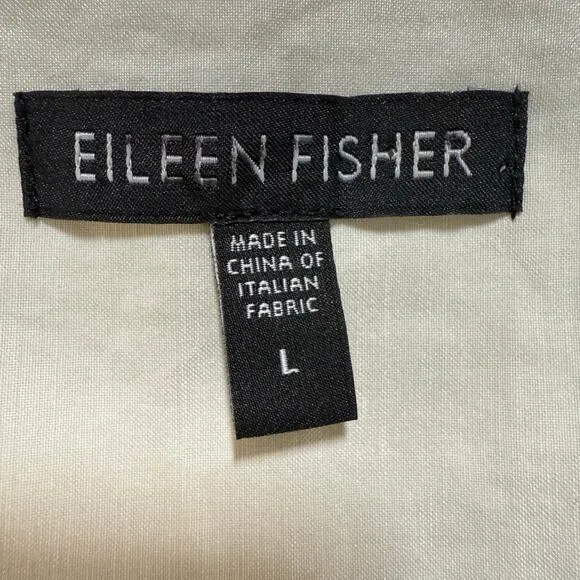 EILEEN FISHER
MADE IN
CHINA OF
ITALIAN
FABRIC
L